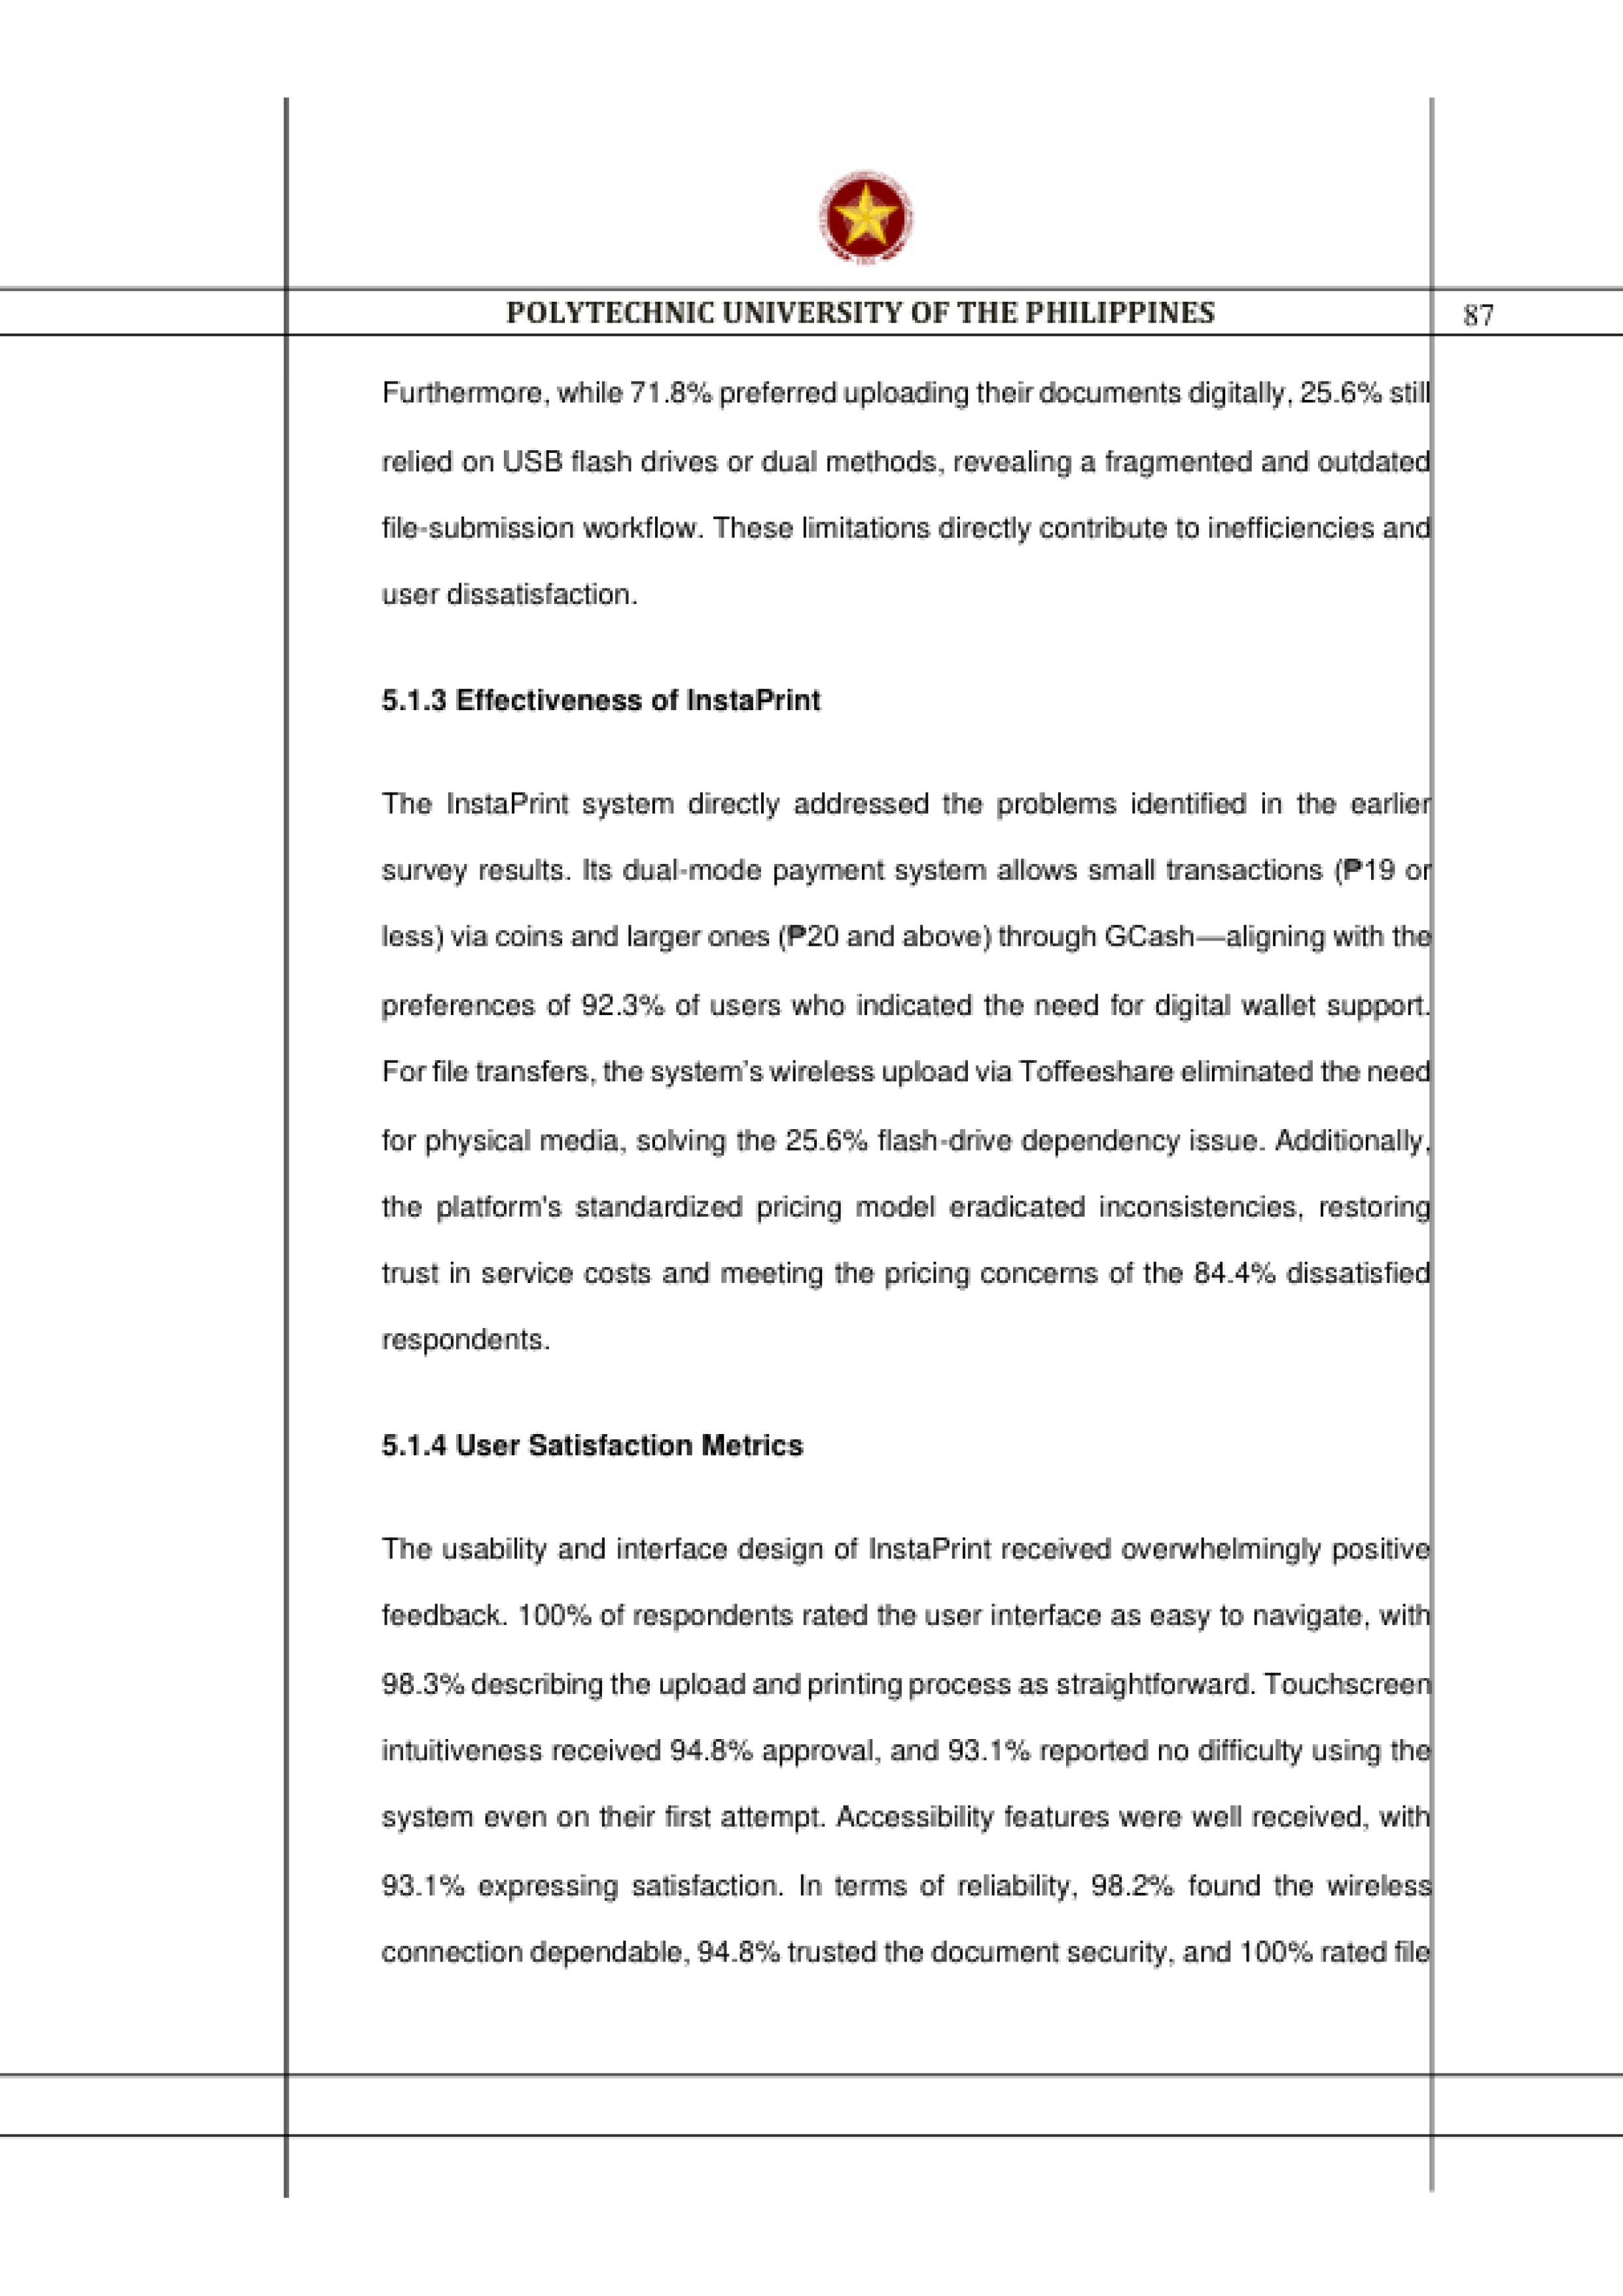 POLYTECHNIC UNIVERSITY OF THE PHILIPPINES
87
Furthermore, while 71.8% preferred uploading their documents digitally, 25.6% still
relied on USB flash drives or dual methods, revealing a fragmented and outdated
file-submission workflow. These limitations directly contribute to inefficiencies and
user dissatisfaction.
5.1.3 Effectiveness of InstaPrint
The InstaPrint system directly addressed the problems identified in the earlier
survey results. Its dual-mode payment system allows small transactions (₱19 or
less) via coins and larger ones (₱20 and above) through GCash—aligning with the
preferences of 92.3% of users who indicated the need for digital wallet support.
For file transfers, the system’s wireless upload via Toffeeshare eliminated the need
for physical media, solving the 25.6% flash-drive dependency issue. Additionally,
the platform's standardized pricing model eradicated inconsistencies, restoring
trust in service costs and meeting the pricing concerns of the 84.4% dissatisfied
respondents.
5.1.4 User Satisfaction Metrics
The usability and interface design of InstaPrint received overwhelmingly positive
feedback. 100% of respondents rated the user interface as easy to navigate, with
98.3% describing the upload and printing process as straightforward. Touchscreen
intuitiveness received 94.8% approval, and 93.1% reported no difficulty using the
system even on their first attempt. Accessibility features were well received, with
93.1% expressing satisfaction. In terms of reliability, 98.2% found the wireless
connection dependable, 94.8% trusted the document security, and 100% rated file